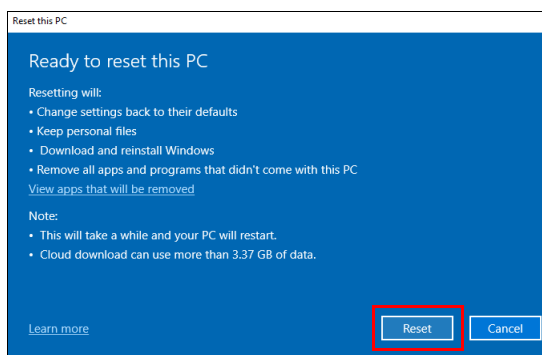 Reset this PC
Ready to reset this PC
Resetting will:
• Change settings back to their defaults
• Keep personal files
• Download and reinstall Windows
• Remove all apps and programs that didn't come with this PC
View apps that will be removed
Note:
• This will take a while and your PC will restart.
• Cloud download can use more than 3.37 GB of data.
Learn more
Reset
Cancel